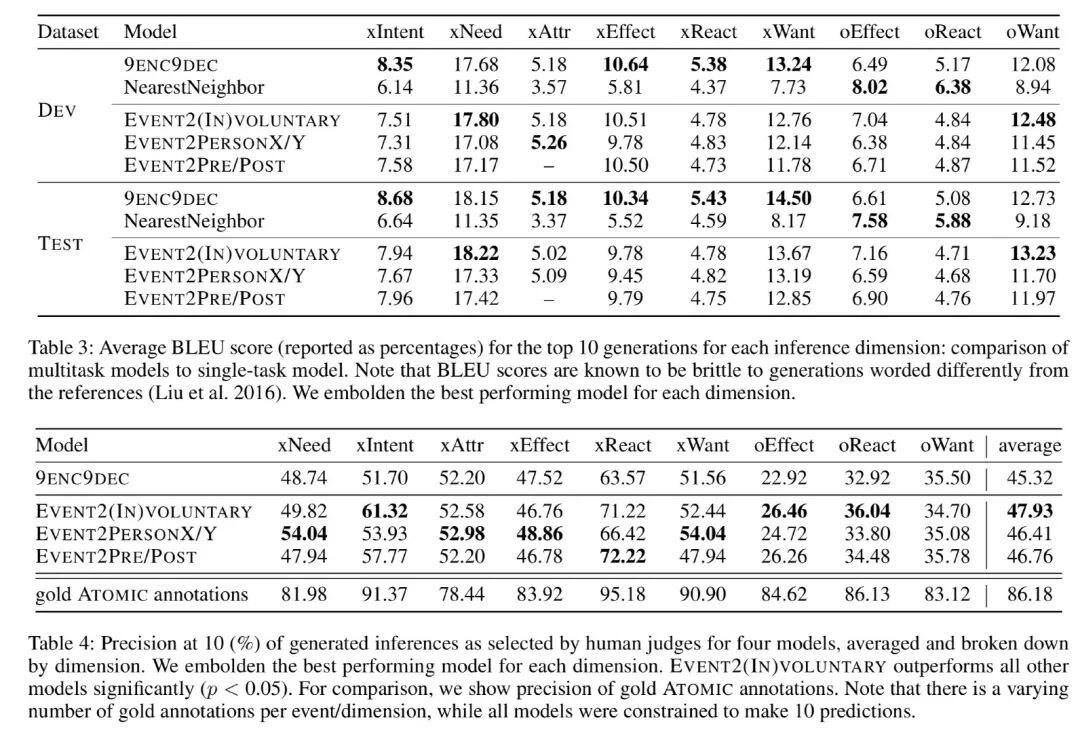 Dataset Model xIntent xNeed xAttr xEffect xReact xWant oEffect oReact oWant
9ENC9DEC 8.35 17.68 5.18 10.64 5.38 13.24 6.49 5.17 12.08
NearestNeighbor 6.14 11.36 3.57 5.81 4.37 7.73 8.02 6.38 8.94
DEV
EVENT2(IN)VOLUNTARY 7.51 17.80 5.18 10.51 4.78 12.76 7.04 4.84 12.48
EVENT2PERSONX/Y 7.31 17.08 5.26 9.78 4.83 12.14 6.38 4.84 11.45
EVENT2PRE/POST 7.58 17.17 – 10.50 4.73 11.78 6.71 4.87 11.52
9ENC9DEC 8.68 18.15 5.18 10.34 5.43 14.50 6.61 5.08 12.73
NearestNeighbor 6.64 11.35 3.37 5.52 4.59 8.17 7.58 5.88 9.18
TEST
EVENT2(IN)VOLUNTARY 7.94 18.22 5.02 9.78 4.78 13.67 7.16 4.71 13.23
EVENT2PERSONX/Y 7.67 17.33 5.09 9.45 4.82 13.19 6.59 4.68 11.70
EVENT2PRE/POST 7.96 17.42 – 9.79 4.75 12.85 6.90 4.76 11.97
Table 3: Average BLEU score (reported as percentages) for the top 10 generations for each inference dimension: comparison of
multitask models to single-task model. Note that BLEU scores are known to be brittle to generations worded differently from
the references (Liu et al. 2016). We embolden the best performing model for each dimension.
Model xNeed xIntent xAttr xEffect xReact xWant oEffect oReact oWant average
9ENC9DEC 48.74 51.70 52.20 47.52 63.57 51.56 22.92 32.92 35.50 45.32
EVENT2(IN)VOLUNTARY 49.82 61.32 52.58 46.76 71.22 52.44 26.46 36.04 34.70 47.93
EVENT2PERSONX/Y 54.04 53.93 52.98 48.86 66.42 54.04 24.72 33.80 35.08 46.41
EVENT2PRE/POST 47.94 57.77 52.20 46.78 72.22 47.94 26.26 34.48 35.78 46.76
gold ATOMIC annotations 81.98 91.37 78.44 83.92 95.18 90.90 84.62 86.13 83.12 86.18
Table 4: Precision at 10 (%) of generated inferences as selected by human judges for four models, averaged and broken down
by dimension. We embolden the best performing model for each dimension. EVENT2(IN)VOLUNTARY outperforms all other
models significantly (p < 0.05). For comparison, we show precision of gold ATOMIC annotations. Note that there is a varying
number of gold annotations per event/dimension, while all models were constrained to make 10 predictions.